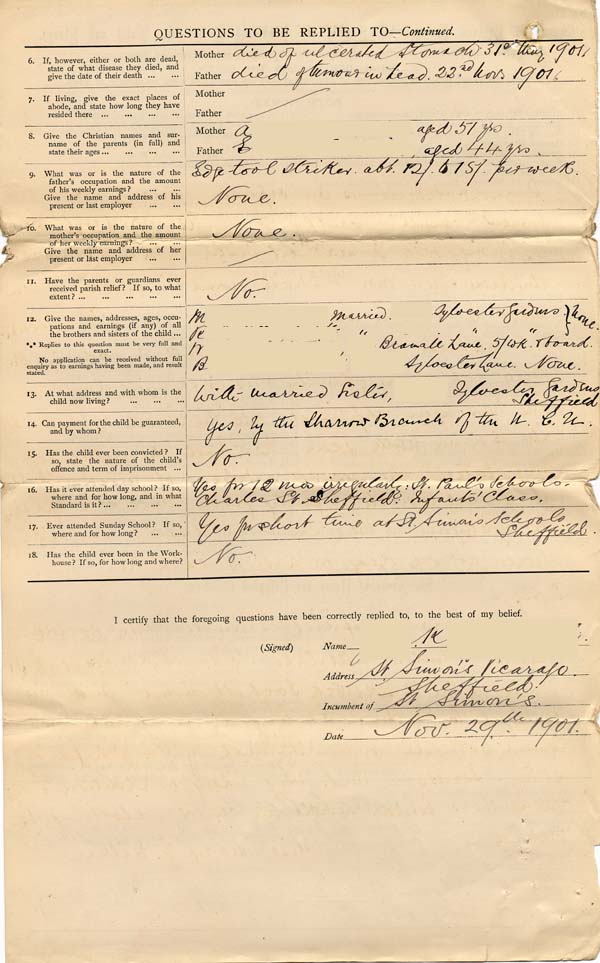 QUESTIONS TO BE REPLIED TO—Continued.
6. If, however, either or both are dead, state of what disease they died, and give the date of their death ... ...
Mother died of ulcerated Stomach 31st 1901
Father died of tumour in head. 22nd Novr 1901.
7. If living, give the exact places of abode, and state how long they have resided there ... ... ...
Mother
Father
8. Give the Christian names and surname of the parents (in full) and state their ages ... ... ... ...
Mother A aged 51 yrs.
Father aged 44 yrs.
9. What was or is the nature of the father's occupation and the amount of his weekly earnings? ... ...
Edge tool striker. abt. 12/ to 15/ per week.
Give the name and address of his present or last employer ... ...
None.
10. What was or is the nature of the mother's occupation and the amount of her weekly earnings? ... ...
None.
Give the name and address of her present or last employer ... ...
11. Have the parents or guardians ever received parish relief? If so, to what extent? ... ... ... ... ...
No.
12. Give the names, addresses, ages, occupations and earnings (if any) of all the brothers and sisters of the child ...
*** Replies to this question must be very full and exact.
No application can be received without full enquiry as to earnings having been made, and result stated.
M married. Sylvester Gardens } None.
" "
" Bramall Lane. 5/ wk. & board.
B Sylvester Lane. None.
13. At what address and with whom is the child now living? ... ... ...
With married Sister, Sylvester Gardens, Sheffield
14. Can payment for the child be guaranteed, and by whom?
Yes, by the Sharrow Branch of the
15. Has the child ever been convicted? If so, state the nature of the child's offence and term of imprisonment ...
No.
16. Has it ever attended day school? If so, where and for how long, and in what Standard is it? ... ... ... ...
Yes for 12 mos irregularly: St. Paul's Schools.
Charles St. Sheffield: Infants' Class.
17. Ever attended Sunday School? If so, where and for how long? ... ...
Yes for short time at St. Simon's Schools
Sheffield.
18. Has the child ever been in the Workhouse? If so, for how long and where?
No.
I certify that the foregoing questions have been correctly replied to, to the best of my belief.
(Signed) Name
Address St. Simon's Vicarage
Sheffield.
Incumbent of St Simon's.
Date Nov. 29th 1901.